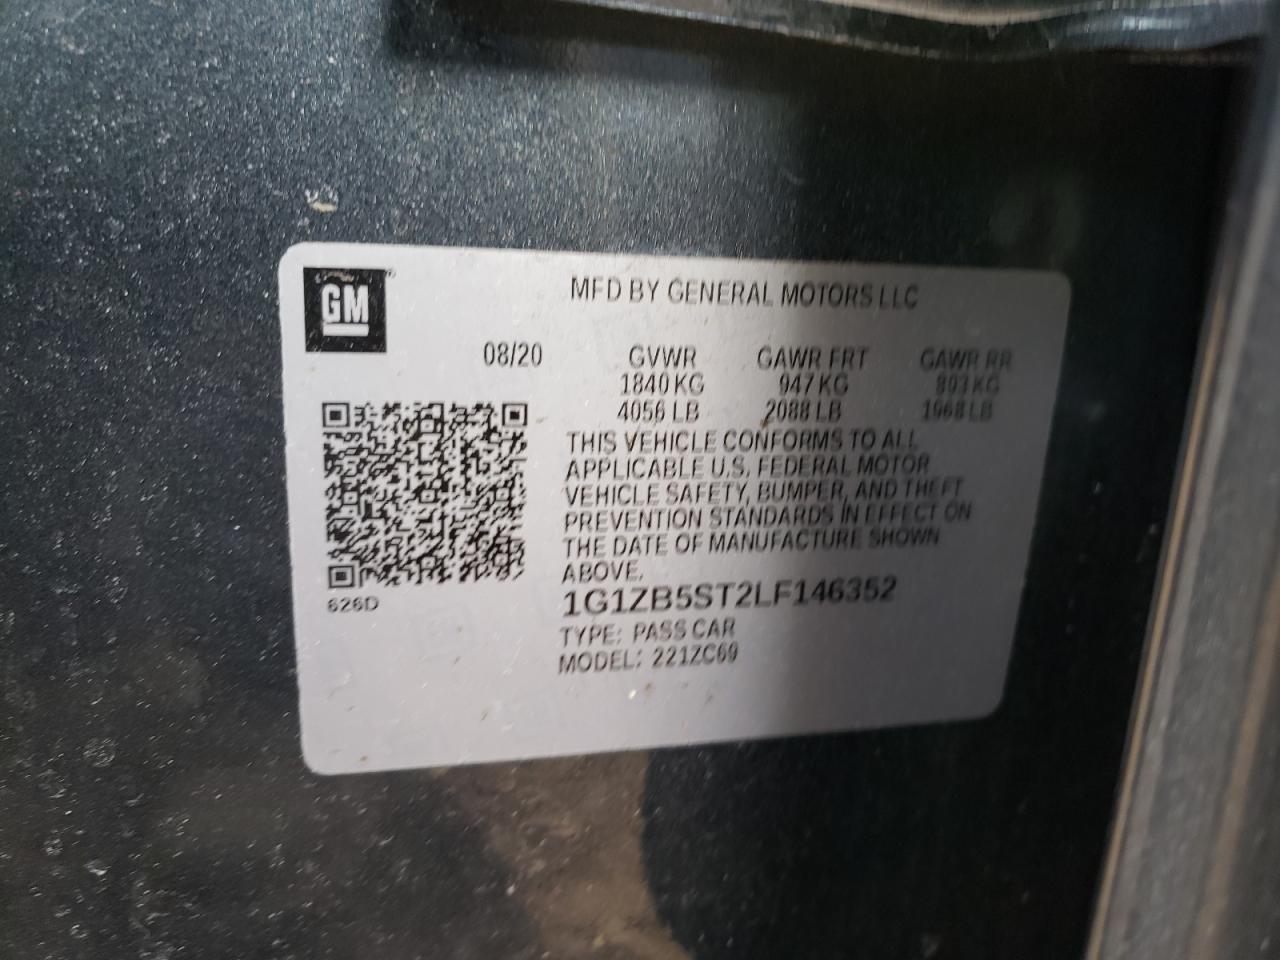 GM
MFD BY GENERAL MOTORS LLC
08/20 GVWR GAWR FRT GAWR RR
1840 KG 947 KG 893 KG
4056 LB 2088 LB 1968 LB
THIS VEHICLE CONFORMS TO ALL
APPLICABLE U.S. FEDERAL MOTOR
VEHICLE SAFETY, BUMPER, AND THEFT
PREVENTION STANDARDS IN EFFECT ON
THE DATE OF MANUFACTURE SHOWN
ABOVE.
626D
1G1ZB5ST2LF146352
TYPE: PASS CAR
MODEL: 221ZC69